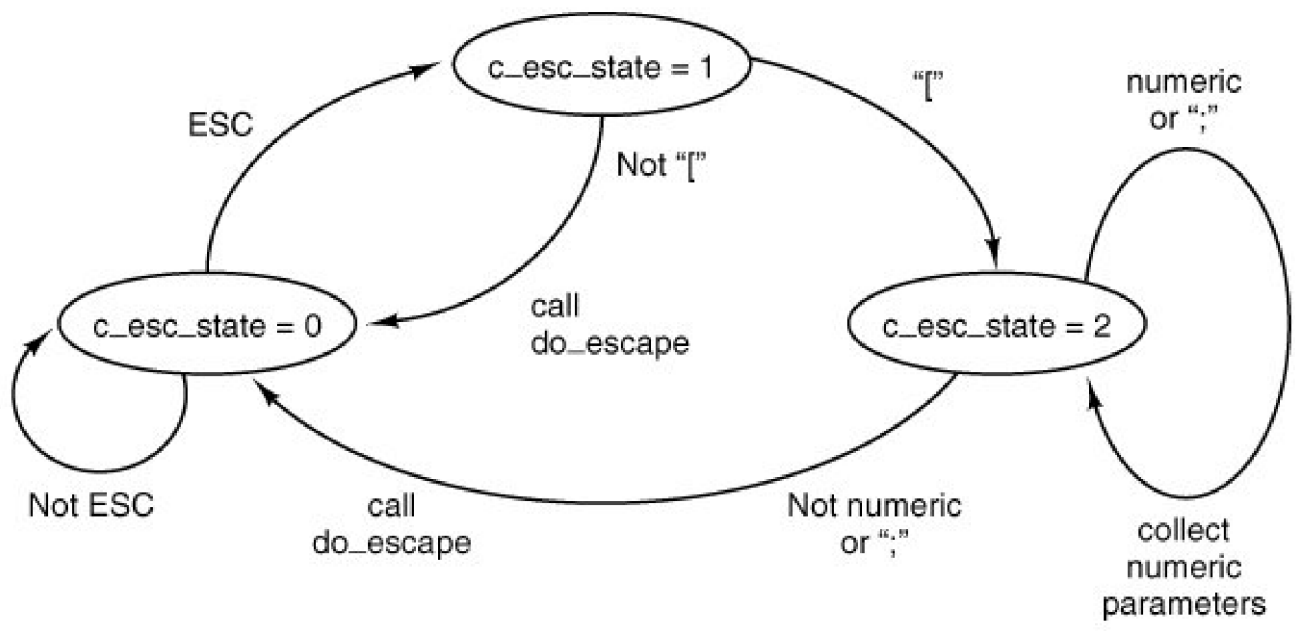 c_esc_state = 1
“[”
numeric
or “;”
ESC
Not “[”
call
do_escape
c_esc_state = 0
c_esc_state = 2
Not ESC
call
do_escape
Not numeric
or “;”
collect
numeric
parameters